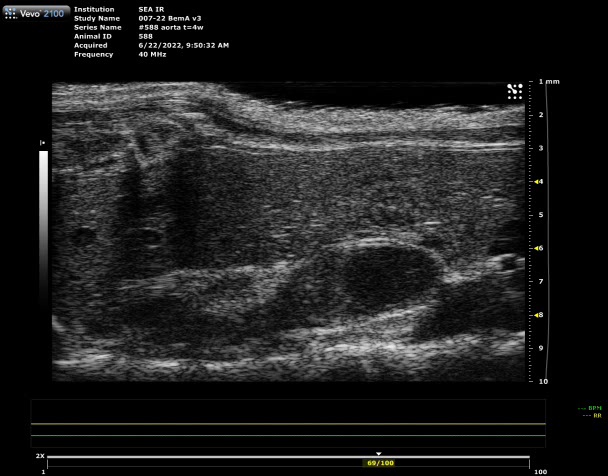 Vevo 2100
Institution SEA IR
Study Name 007-22 BemA v3
Series Name #588 aorta t=4w
Animal ID 588
Acquired 6/22/2022, 9:50:32 AM
Frequency 40 MHz
1 mm
2
3
4
5
6
7
8
9
10
--- BPM
--- RR
2X
69/100
1
100